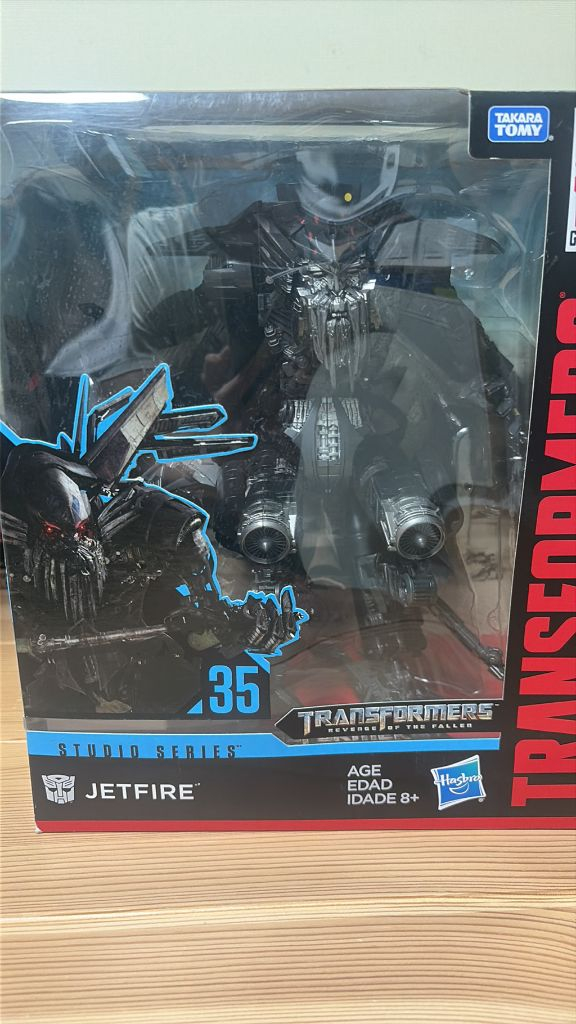 TAKARA
TOMY
TRANSFORMERS
35
TRANSFORMERS
REVENGE OF THE FALLEN
STUDIO SERIES
JETFIRE
AGE
EDAD
IDADE 8+
Hasbro